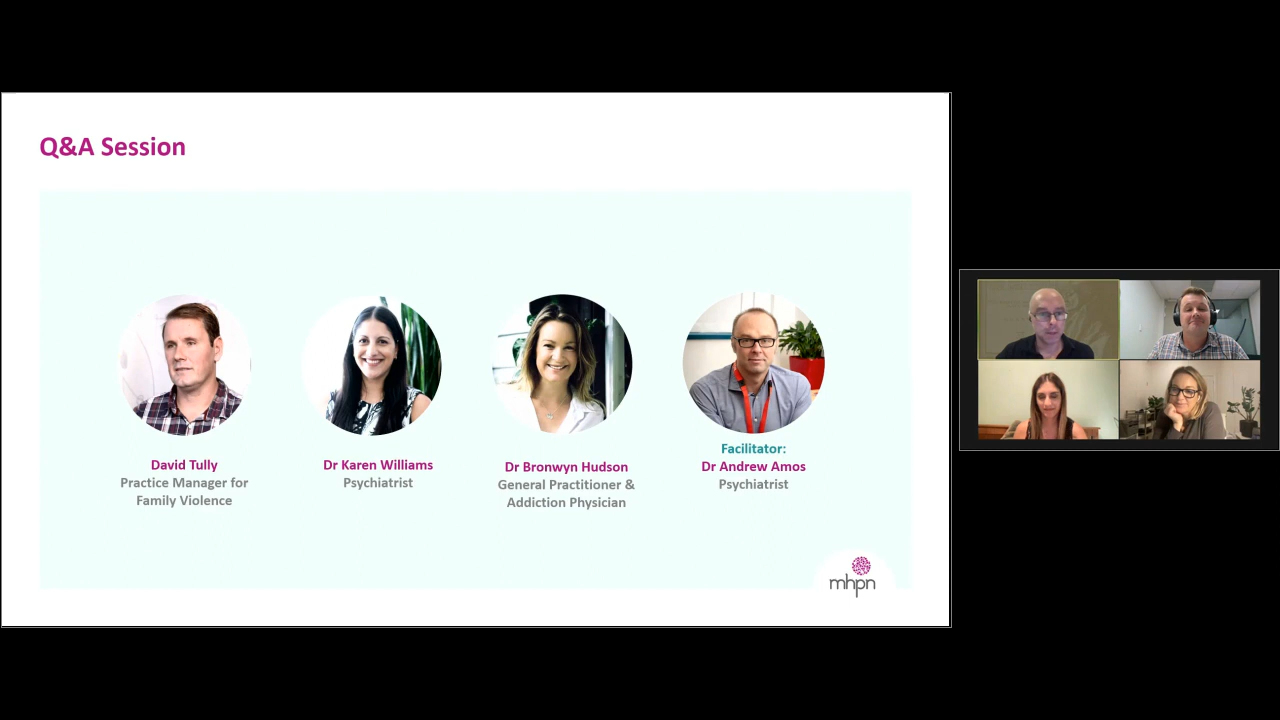 Q&A Session
David Tully
Practice Manager for
Family Violence
Dr Karen Williams
Psychiatrist
Dr Bronwyn Hudson
General Practitioner &
Addiction Physician
Facilitator:
Dr Andrew Amos
Psychiatrist
mhpn